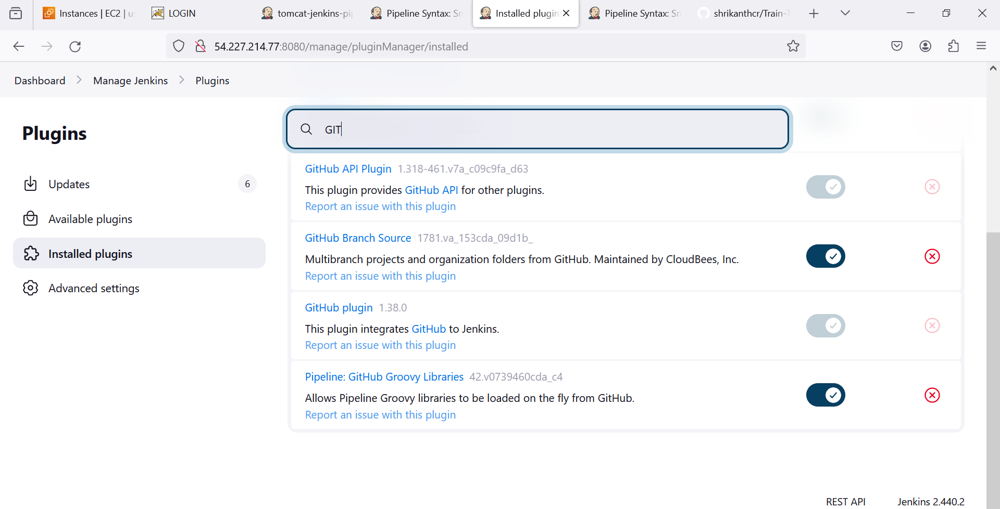 Instances | EC2 | us
LOGIN
tomcat-jenkins-pip
Pipeline Syntax: Sn
Installed plugin
Pipeline Syntax: Sn
shrikanthcr/Train-T
54.227.214.77:8080/manage/pluginManager/installed
Dashboard
Manage Jenkins
Plugins
Plugins
GIT
Updates
6
Available plugins
Installed plugins
Advanced settings
GitHub API Plugin 1.318-461.v7a_c09c9fa_d63
This plugin provides GitHub API for other plugins.
Report an issue with this plugin
GitHub Branch Source 1781.va_153cda_09d1b_
Multibranch projects and organization folders from GitHub. Maintained by CloudBees, Inc.
Report an issue with this plugin
GitHub plugin 1.38.0
This plugin integrates GitHub to Jenkins.
Report an issue with this plugin
Pipeline: GitHub Groovy Libraries 42.v0739460cda_c4
Allows Pipeline Groovy libraries to be loaded on the fly from GitHub.
Report an issue with this plugin
REST API
Jenkins 2.440.2